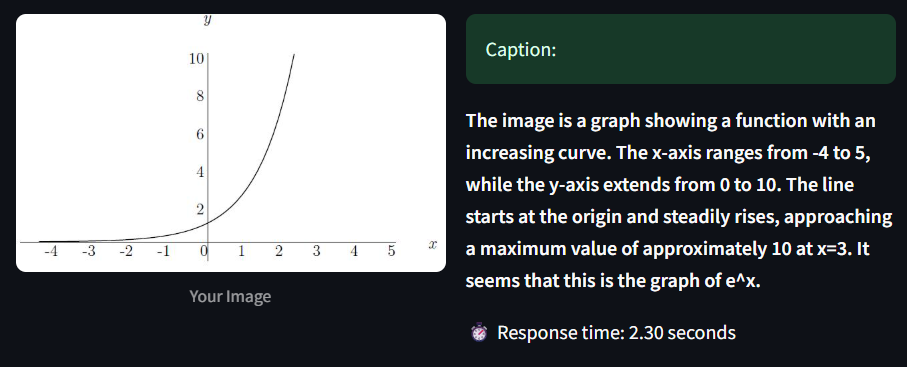 y
10
8
6
4
2
-4 -3 -2 -1 0 1 2 3 4 5 x
Your Image
Caption:
The image is a graph showing a function with an
increasing curve. The x-axis ranges from -4 to 5,
while the y-axis extends from 0 to 10. The line
starts at the origin and steadily rises, approaching
a maximum value of approximately 10 at x=3. It
seems that this is the graph of e^x.
Response time: 2.30 seconds